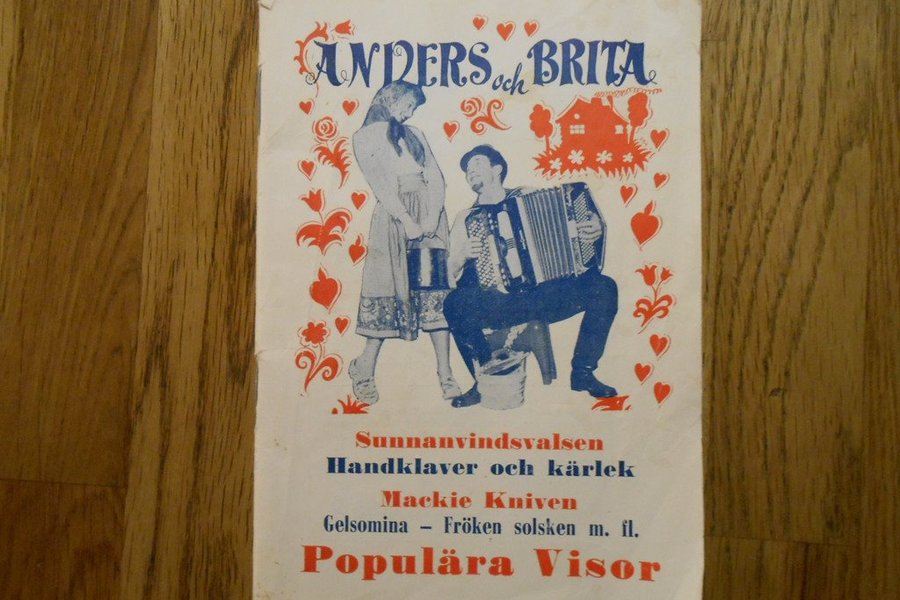 ANDERS och BRITA
Sunnanvindsvalsen
Handklaver och kärlek
Mackie Kniven
Gelsomina – Fröken solsken m. fl.
Populära Visor